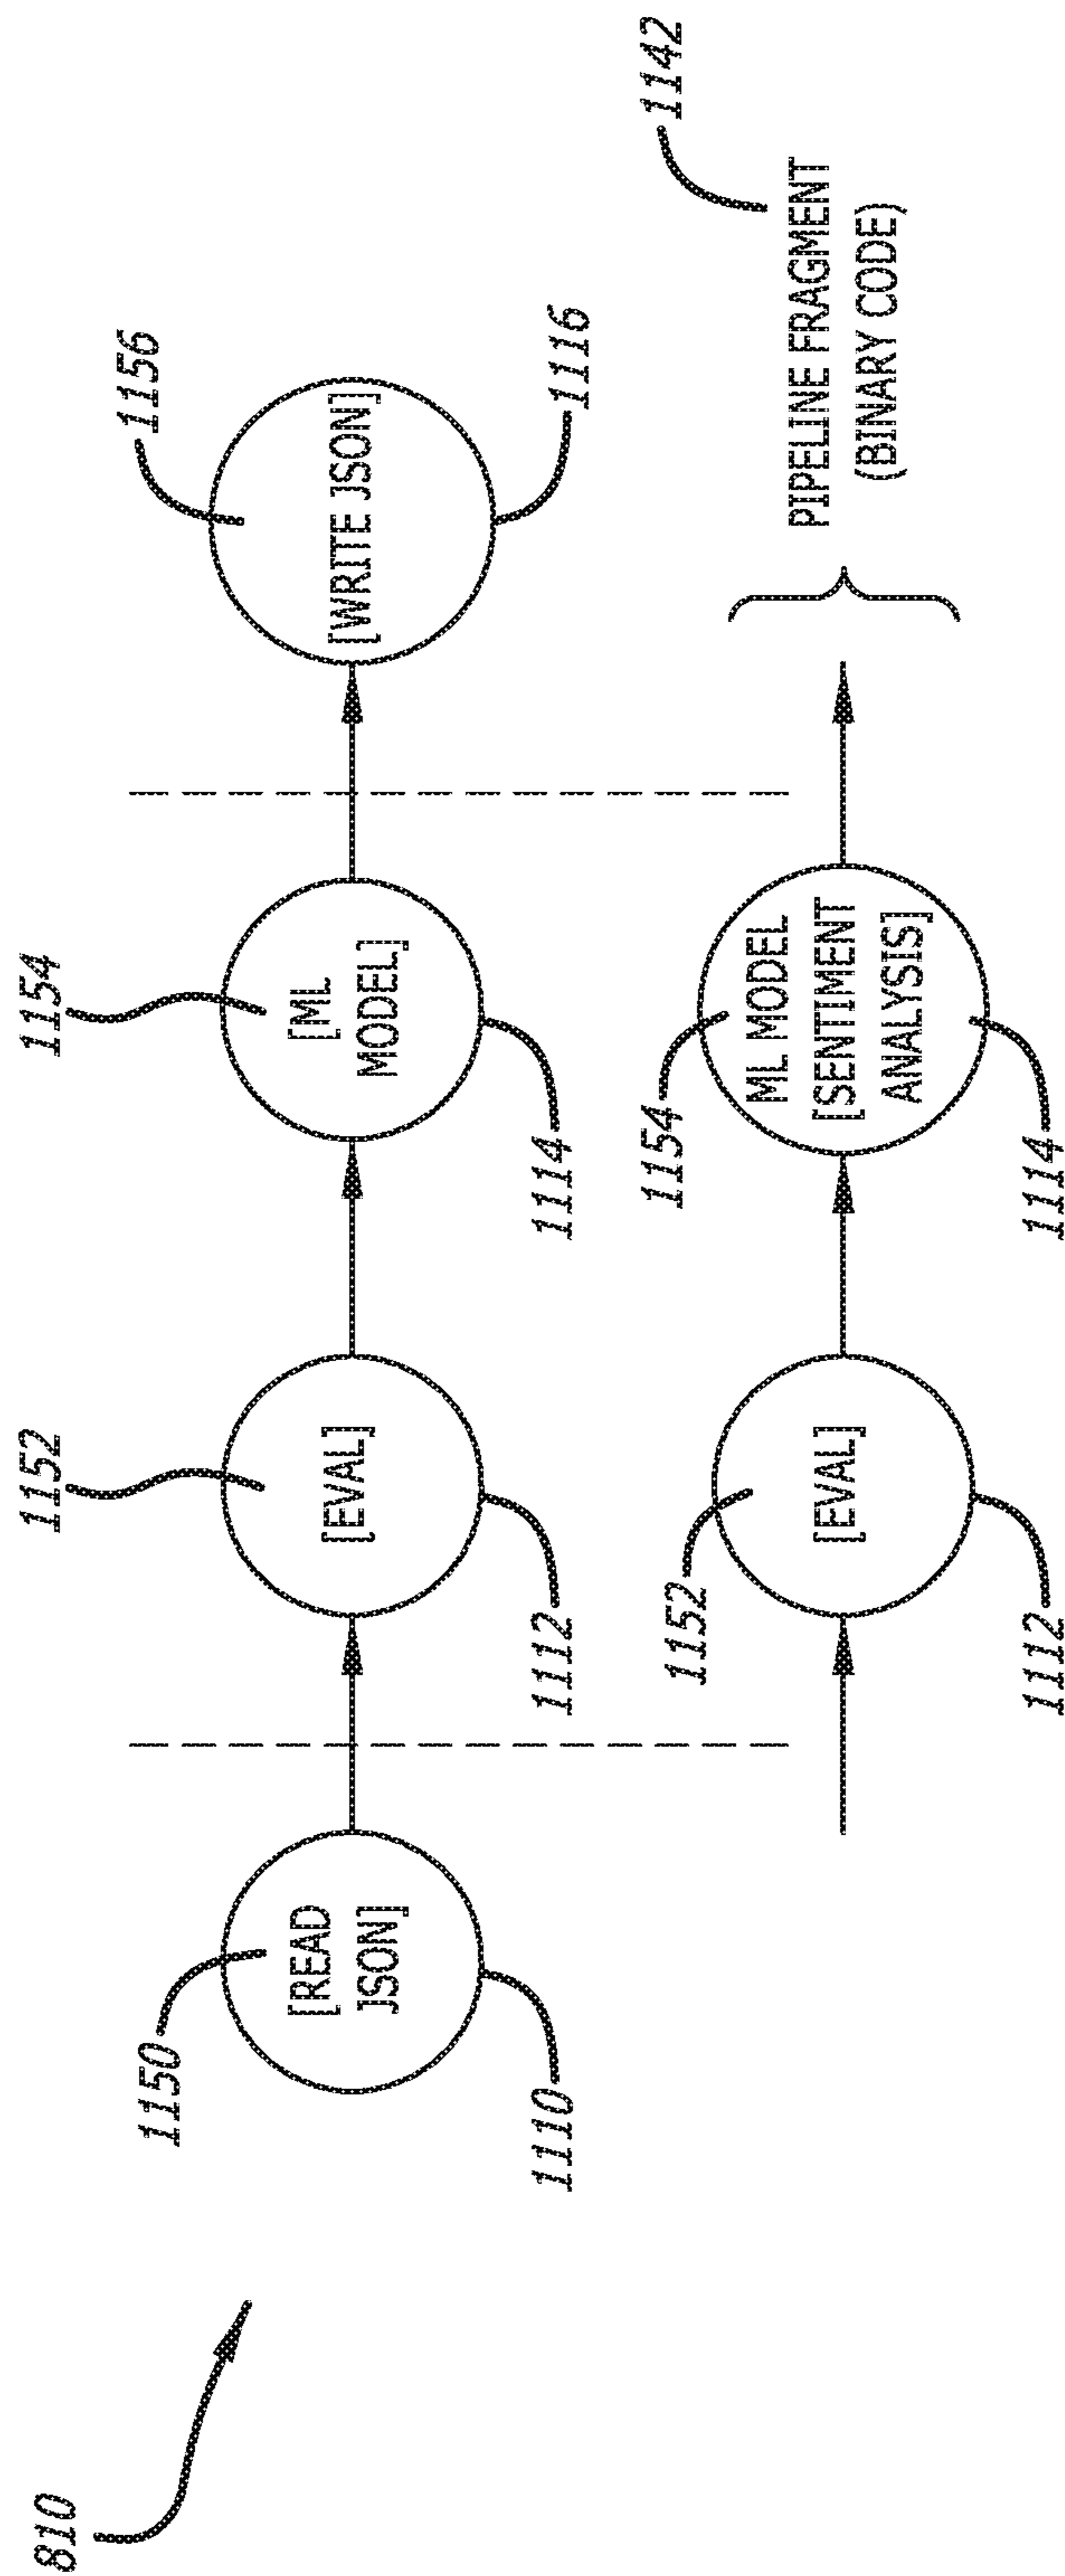 810
1150
[READ
JSON]
1110
1152
[EVAL]
1112
1154
[ML
MODEL]
1114
1156
[WRITE JSON]
1116
1152
[EVAL]
1112
1154
ML MODEL
[SENTIMENT
ANALYSIS]
1114
1142
PIPELINE FRAGMENT
(BINARY CODE)